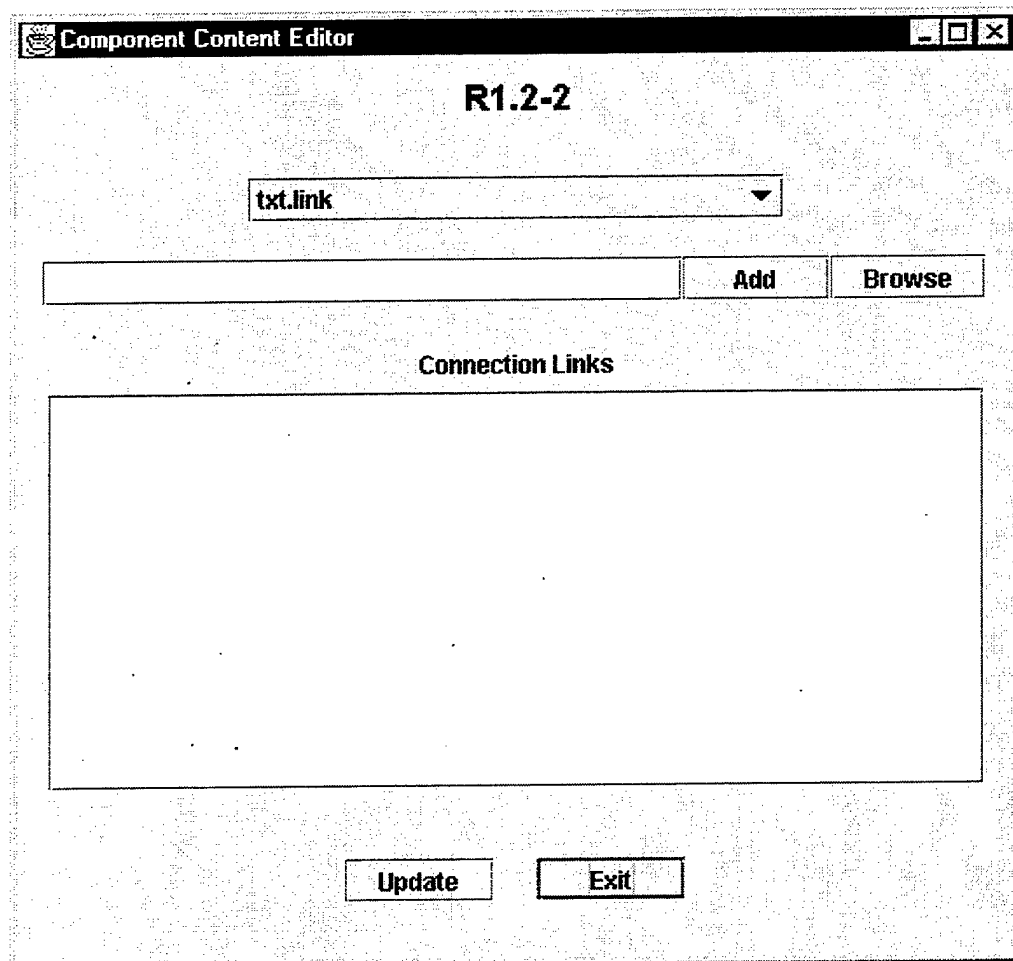 Component Content Editor
R1.2-2
txt.link
Add Browse
Connection Links
Update Exit